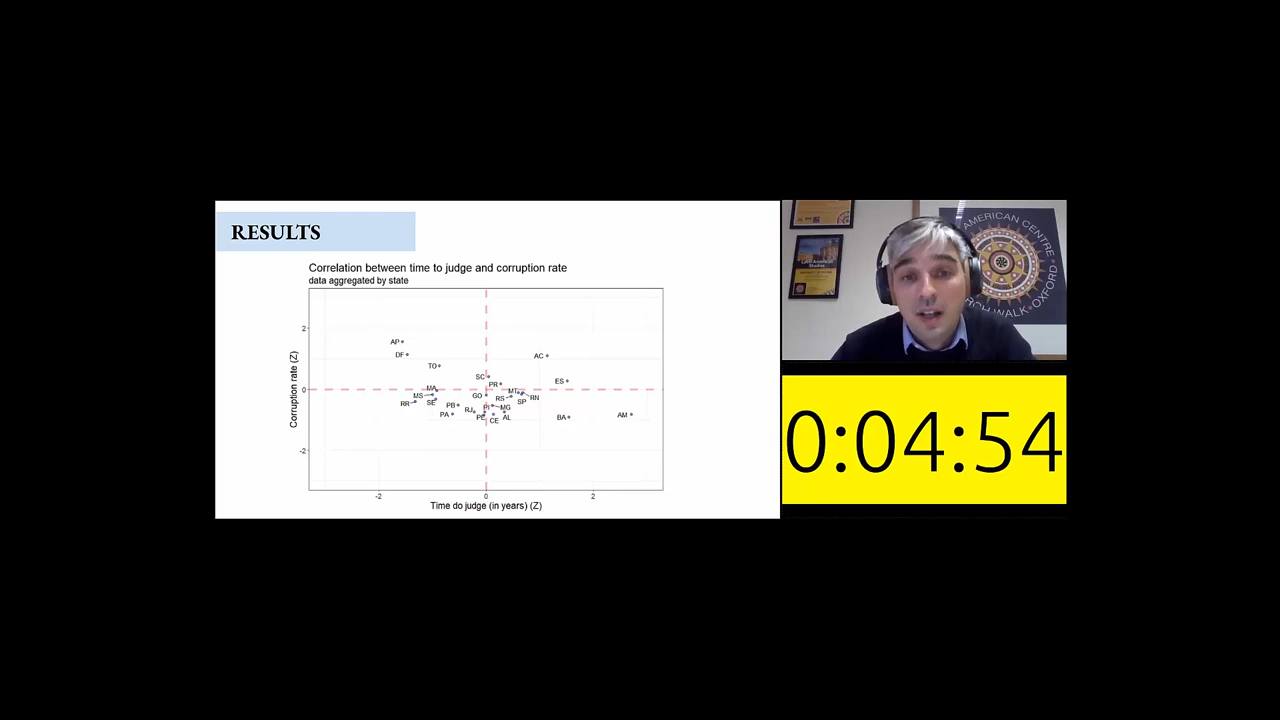 RESULTS
Correlation between time to judge and corruption rate
data aggregated by state
Corruption rate (Z)
2
0
-2
AP
DF
TO
AC
SC
PR
ES
MA
MS
RR
SE
GO
MT
RS
SP
RN
PB
PA
RJ
PI
MG
PE
CE
AL
BA
AM
-2
0
2
Time do judge (in years) (Z)
AMERICAN CENTRE
CHURCH WALK
OXFORD
0:04:54